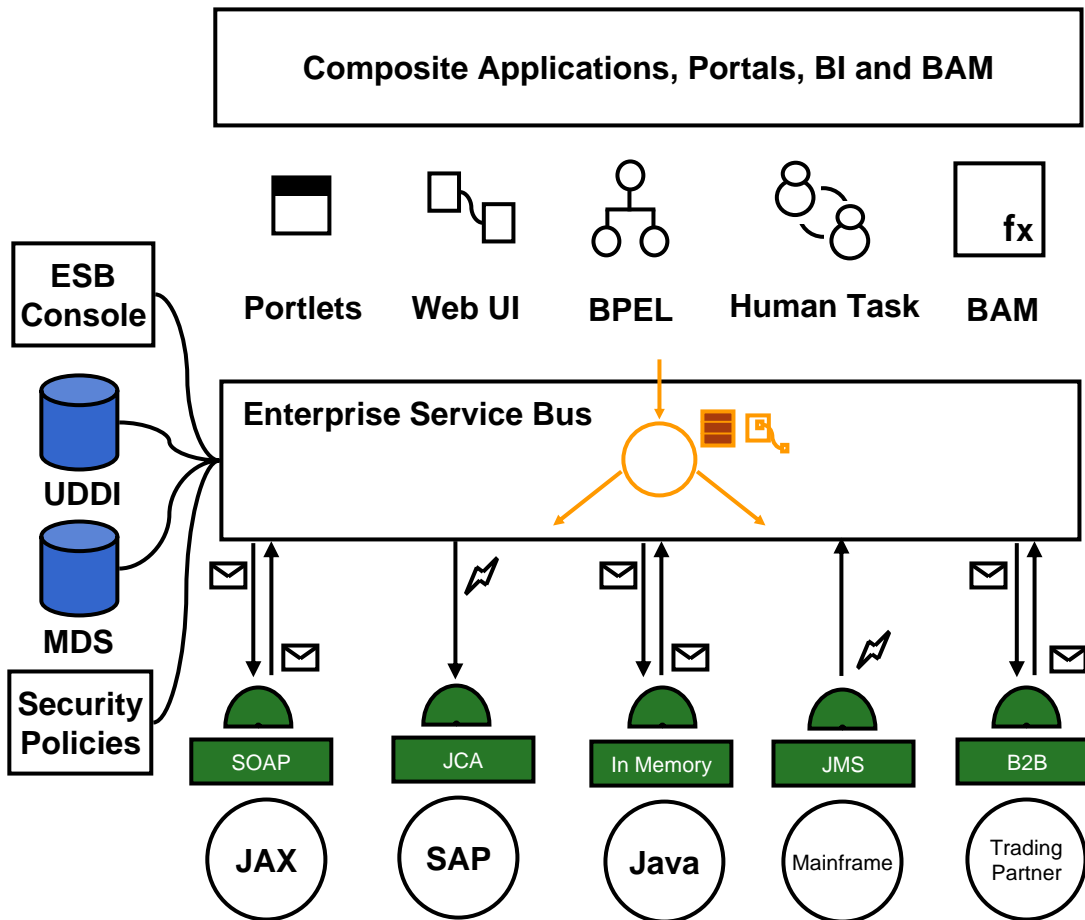 Composite Applications, Portals, BI and BAM
fx
Portlets
Web UI
BPEL
Human Task
BAM
ESB
Console
UDDI
MDS
Security
Policies
Enterprise Service Bus
SOAP
JCA
In Memory
JMS
B2B
JAX
SAP
Java
Mainframe
Trading
Partner